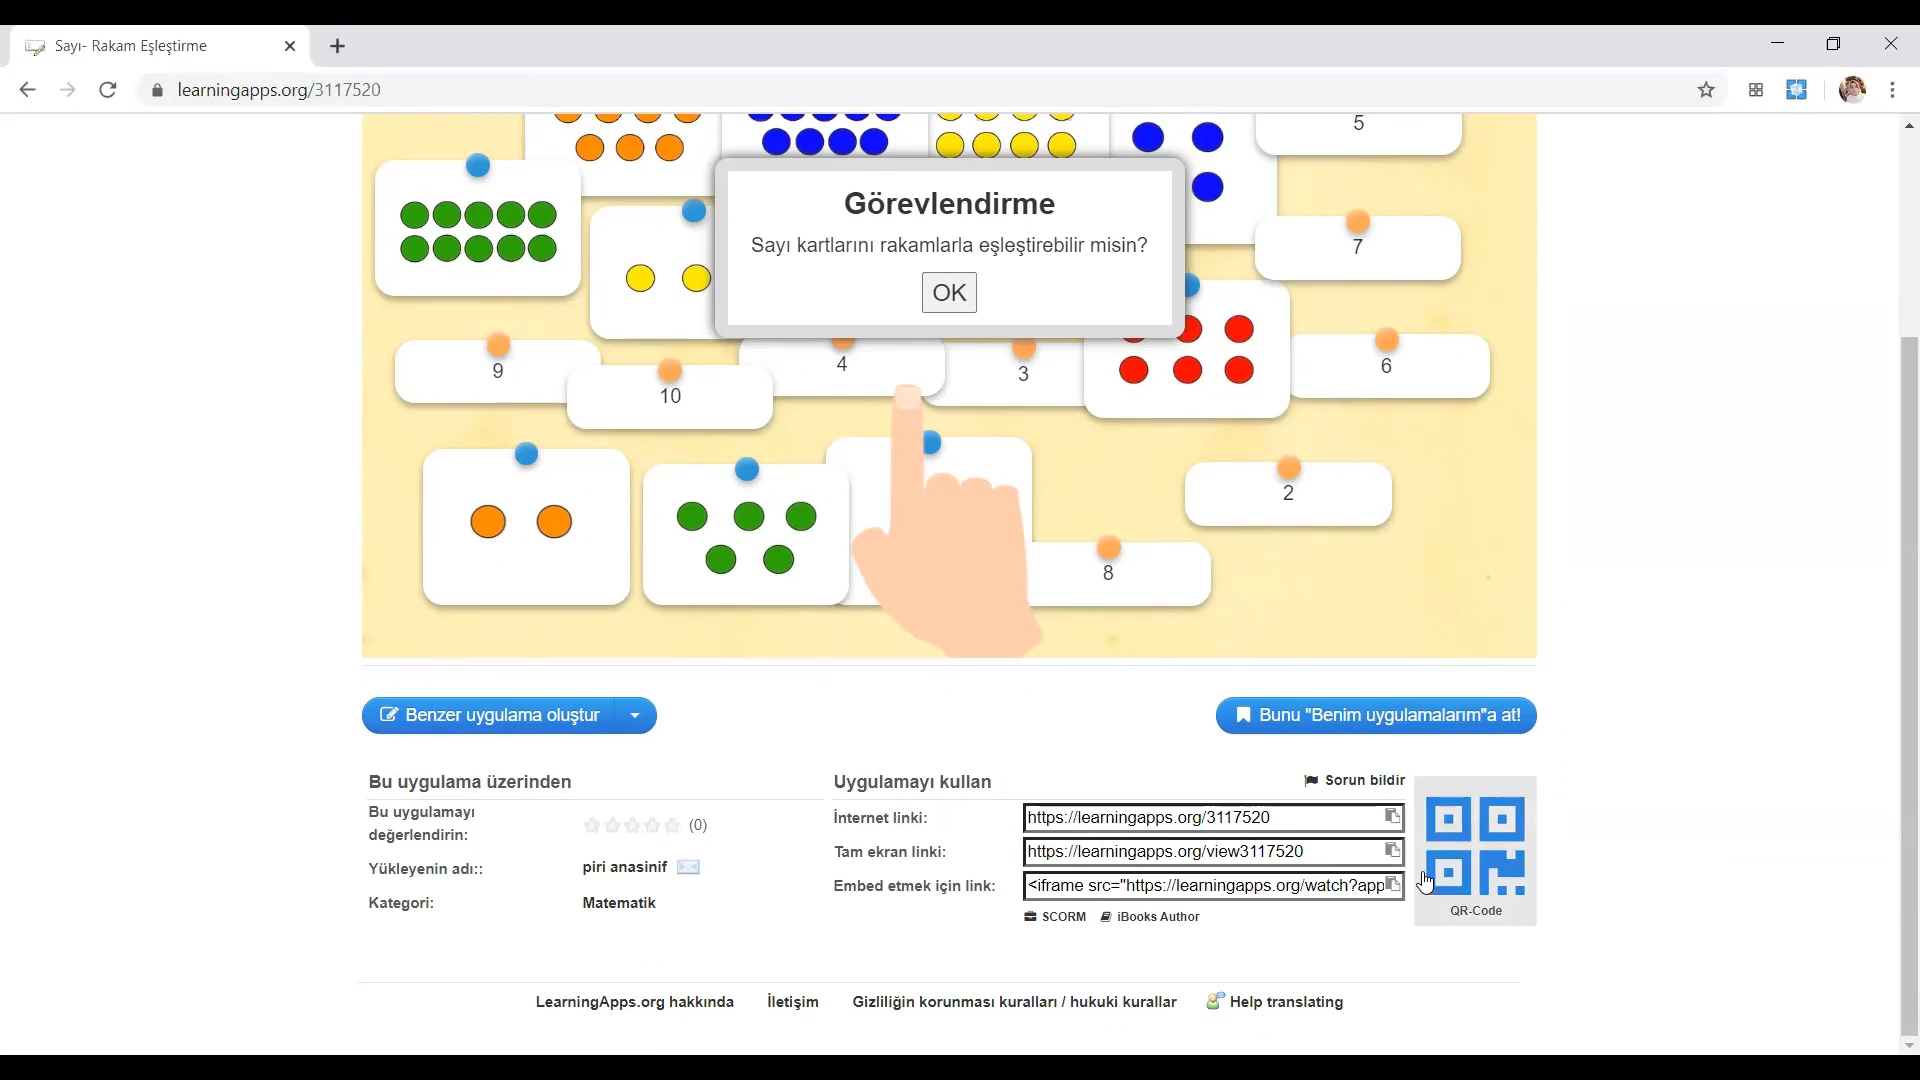 Sayı- Rakam Eşleştirme
learningapps.org/3117520
5
Görevlendirme
Sayı kartlarını rakamlarla eşleştirebilir misin?
OK
7
9
10
4
3
6
2
8
Benzer uygulama oluştur
Bunu "Benim uygulamalarım"a at!
Bu uygulama üzerinden
Bu uygulamayı
değerlendirin:
(0)
Yükleyenin adı::
piri anasinif
Kategori:
Matematik
Uygulamayı kullan
Sorun bildir
İnternet linki:
https://learningapps.org/3117520
Tam ekran linki:
https://learningapps.org/view3117520
Embed etmek için link:
<iframe src="https://learningapps.org/watch?app
SCORM
iBooks Author
QR-Code
LearningApps.org hakkında
İletişim
Gizliliğin korunması kuralları / hukuki kurallar
Help translating